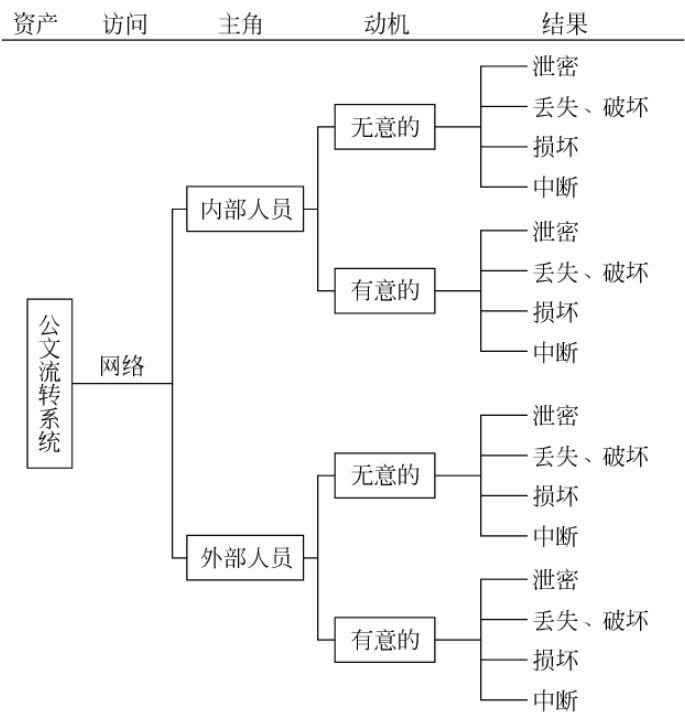 资产 访问 主角 动机 结果
泄密
丢失、破坏
无意的
损坏
中断
内部人员
泄密
丢失、破坏
有意的
损坏
中断
公文流转系统
网络
泄密
丢失、破坏
无意的
损坏
中断
外部人员
泄密
丢失、破坏
有意的
损坏
中断